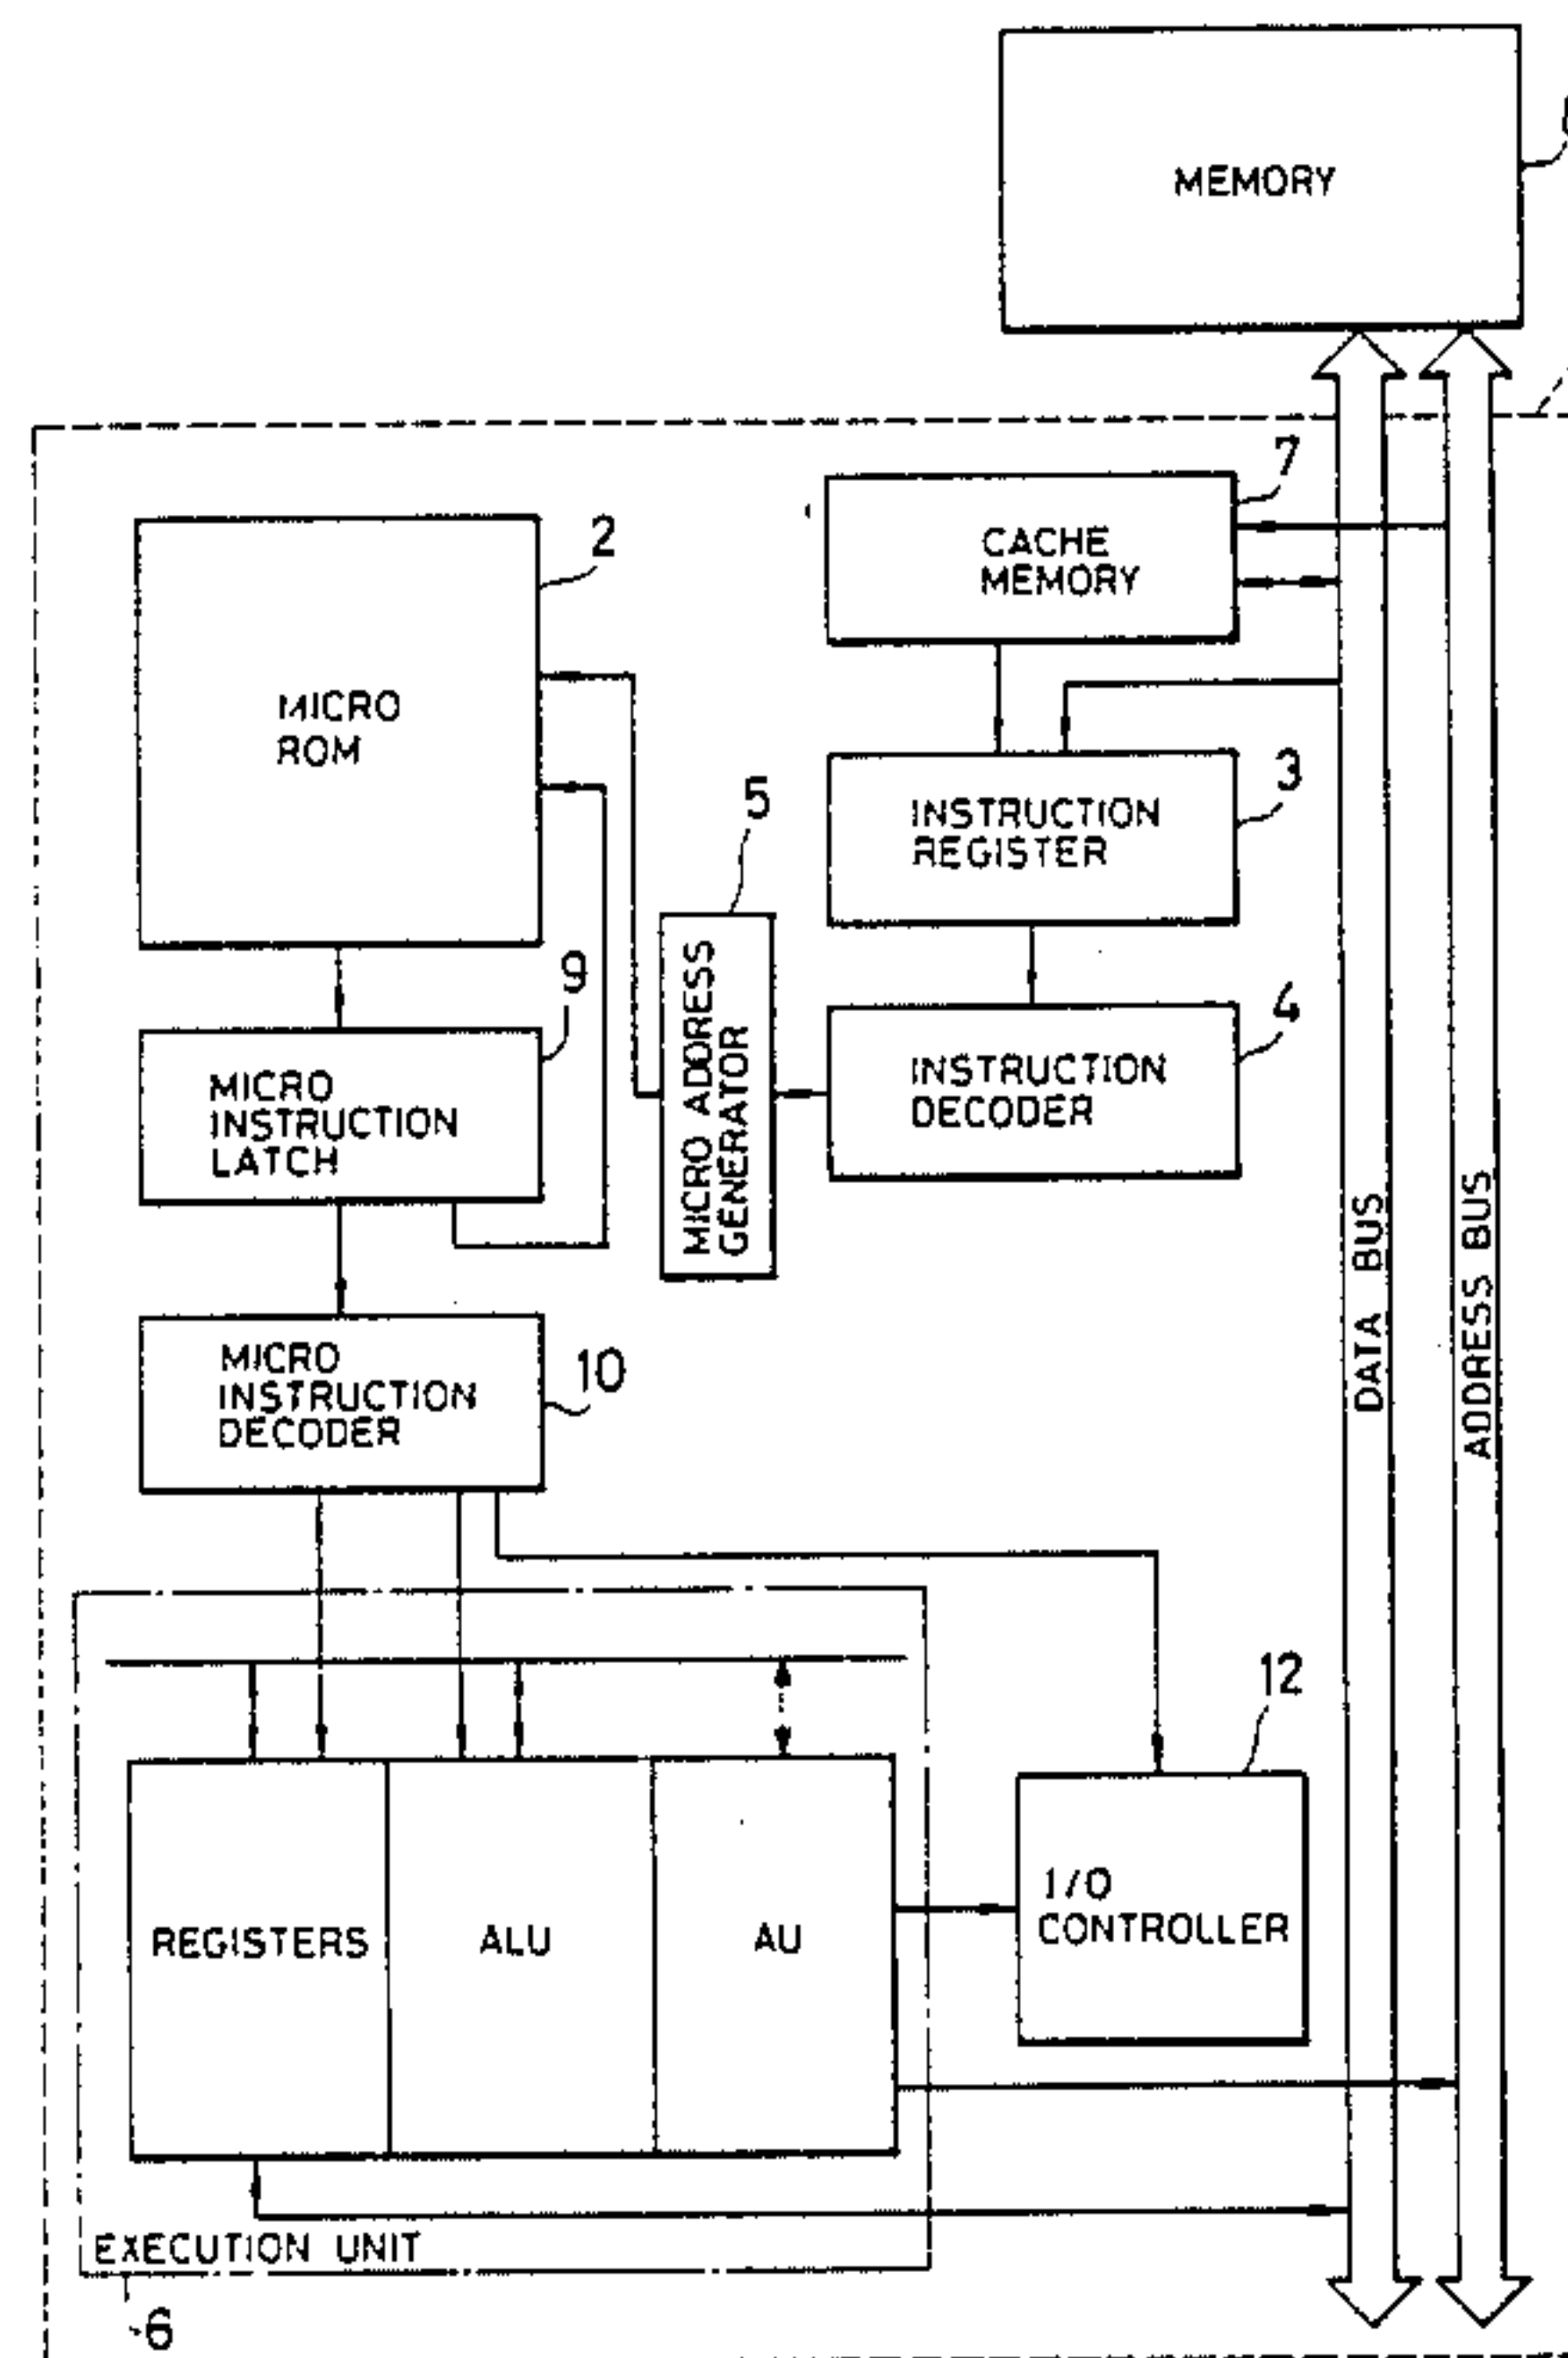 MEMORY
7
CACHE
MEMORY
2
MICRO
ROM
3
INSTRUCTION
REGISTER
5
MICRO ADDRESS
GENERATOR
9
MICRO
INSTRUCTION
LATCH
4
INSTRUCTION
DECODER
DATA BUS
ADDRESS BUS
10
MICRO
INSTRUCTION
DECODER
12
REGISTERS
ALU
AU
I/O
CONTROLLER
EXECUTION UNIT
6